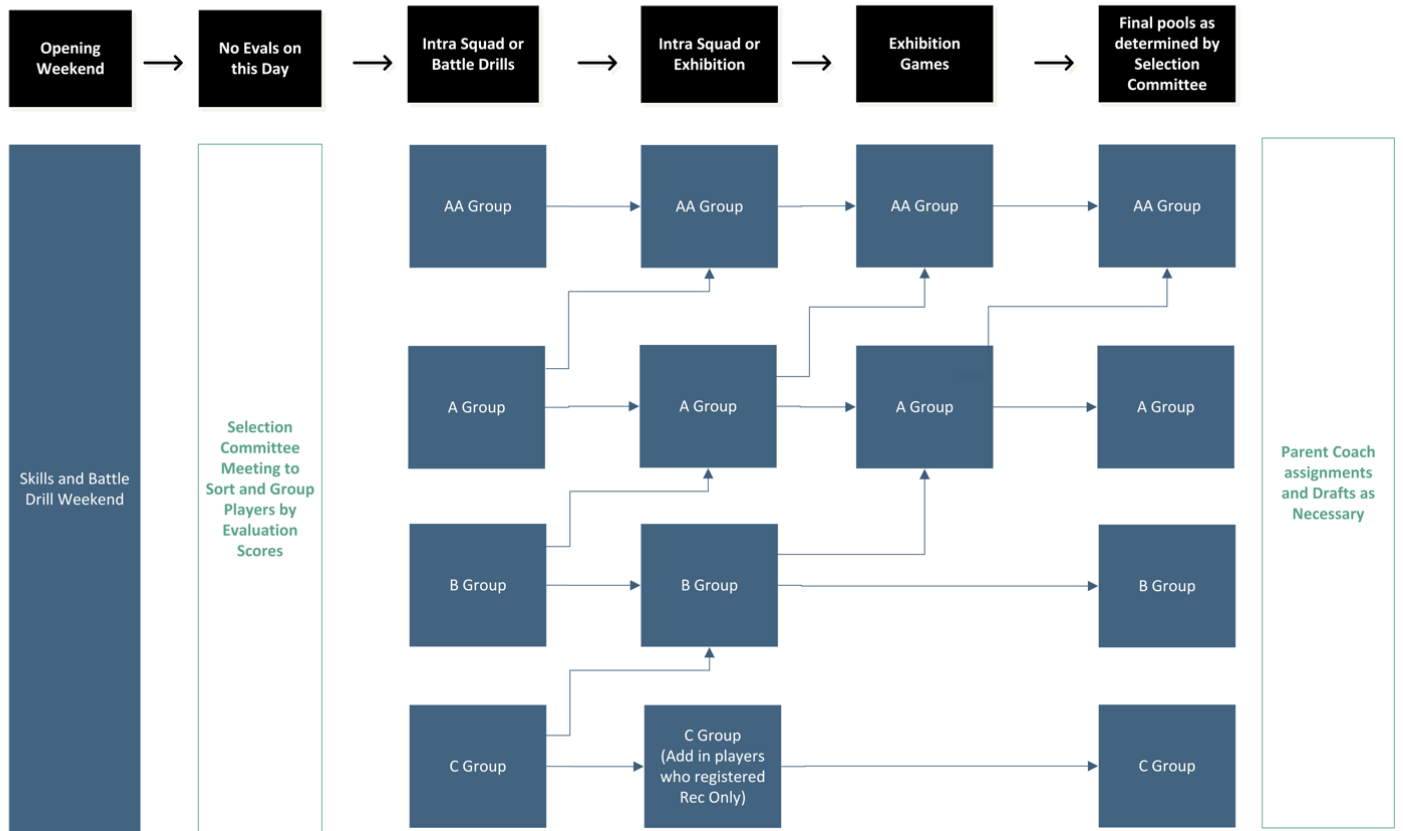 Opening
Weekend
No Evals on
this Day
Intra Squad or
Battle Drills
Intra Squad or
Exhibition
Exhibition
Games
Final pools as
determined by
Selection
Committee
Skills and Battle
Drill Weekend
Selection
Committee
Meeting to
Sort and Group
Players by
Evaluation
Scores
AA Group
AA Group
AA Group
AA Group
A Group
A Group
A Group
A Group
B Group
B Group
B Group
C Group
C Group
(Add in players
who registered
Rec Only)
C Group
Parent Coach
assignments
and Drafts as
Necessary